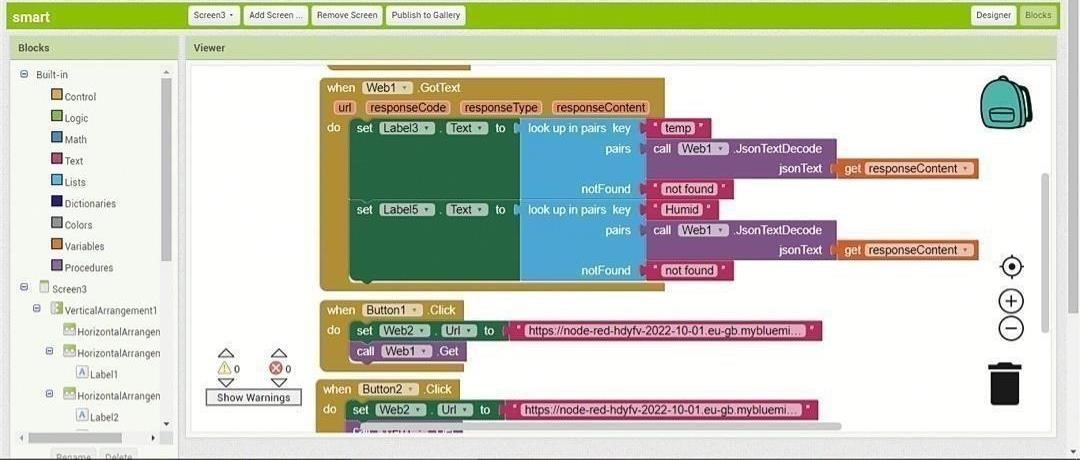 smart Screen3 Add Screen ... Remove Screen Publish to Gallery Designer Blocks
Blocks Viewer
Built-in
Control
Logic
Math
Text
Lists
Dictionaries
Colors
Variables
Procedures
Screen3
VerticalArrangement1
HorizontalArrangen
HorizontalArrangen
Label1
HorizontalArrangen
Label2
Rename Delete
when Web1 .GotText
url responseCode responseType responseContent
do set Label3 . Text to look up in pairs key " temp "
pairs call Web1 .JsonTextDecode
jsonText get responseContent
notFound " not found "
set Label5 . Text to look up in pairs key " Humid "
pairs call Web1 .JsonTextDecode
jsonText get responseContent
notFound " not found "
when Button1 .Click
do set Web2 . Url to " https://node-red-hdyfv-2022-10-01.eu-gb.mybluemi... "
call Web1 .Get
when Button2 .Click
do set Web2 . Url to " https://node-red-hdyfv-2022-10-01.eu-gb.mybluemi... "
0 0
Show Warnings